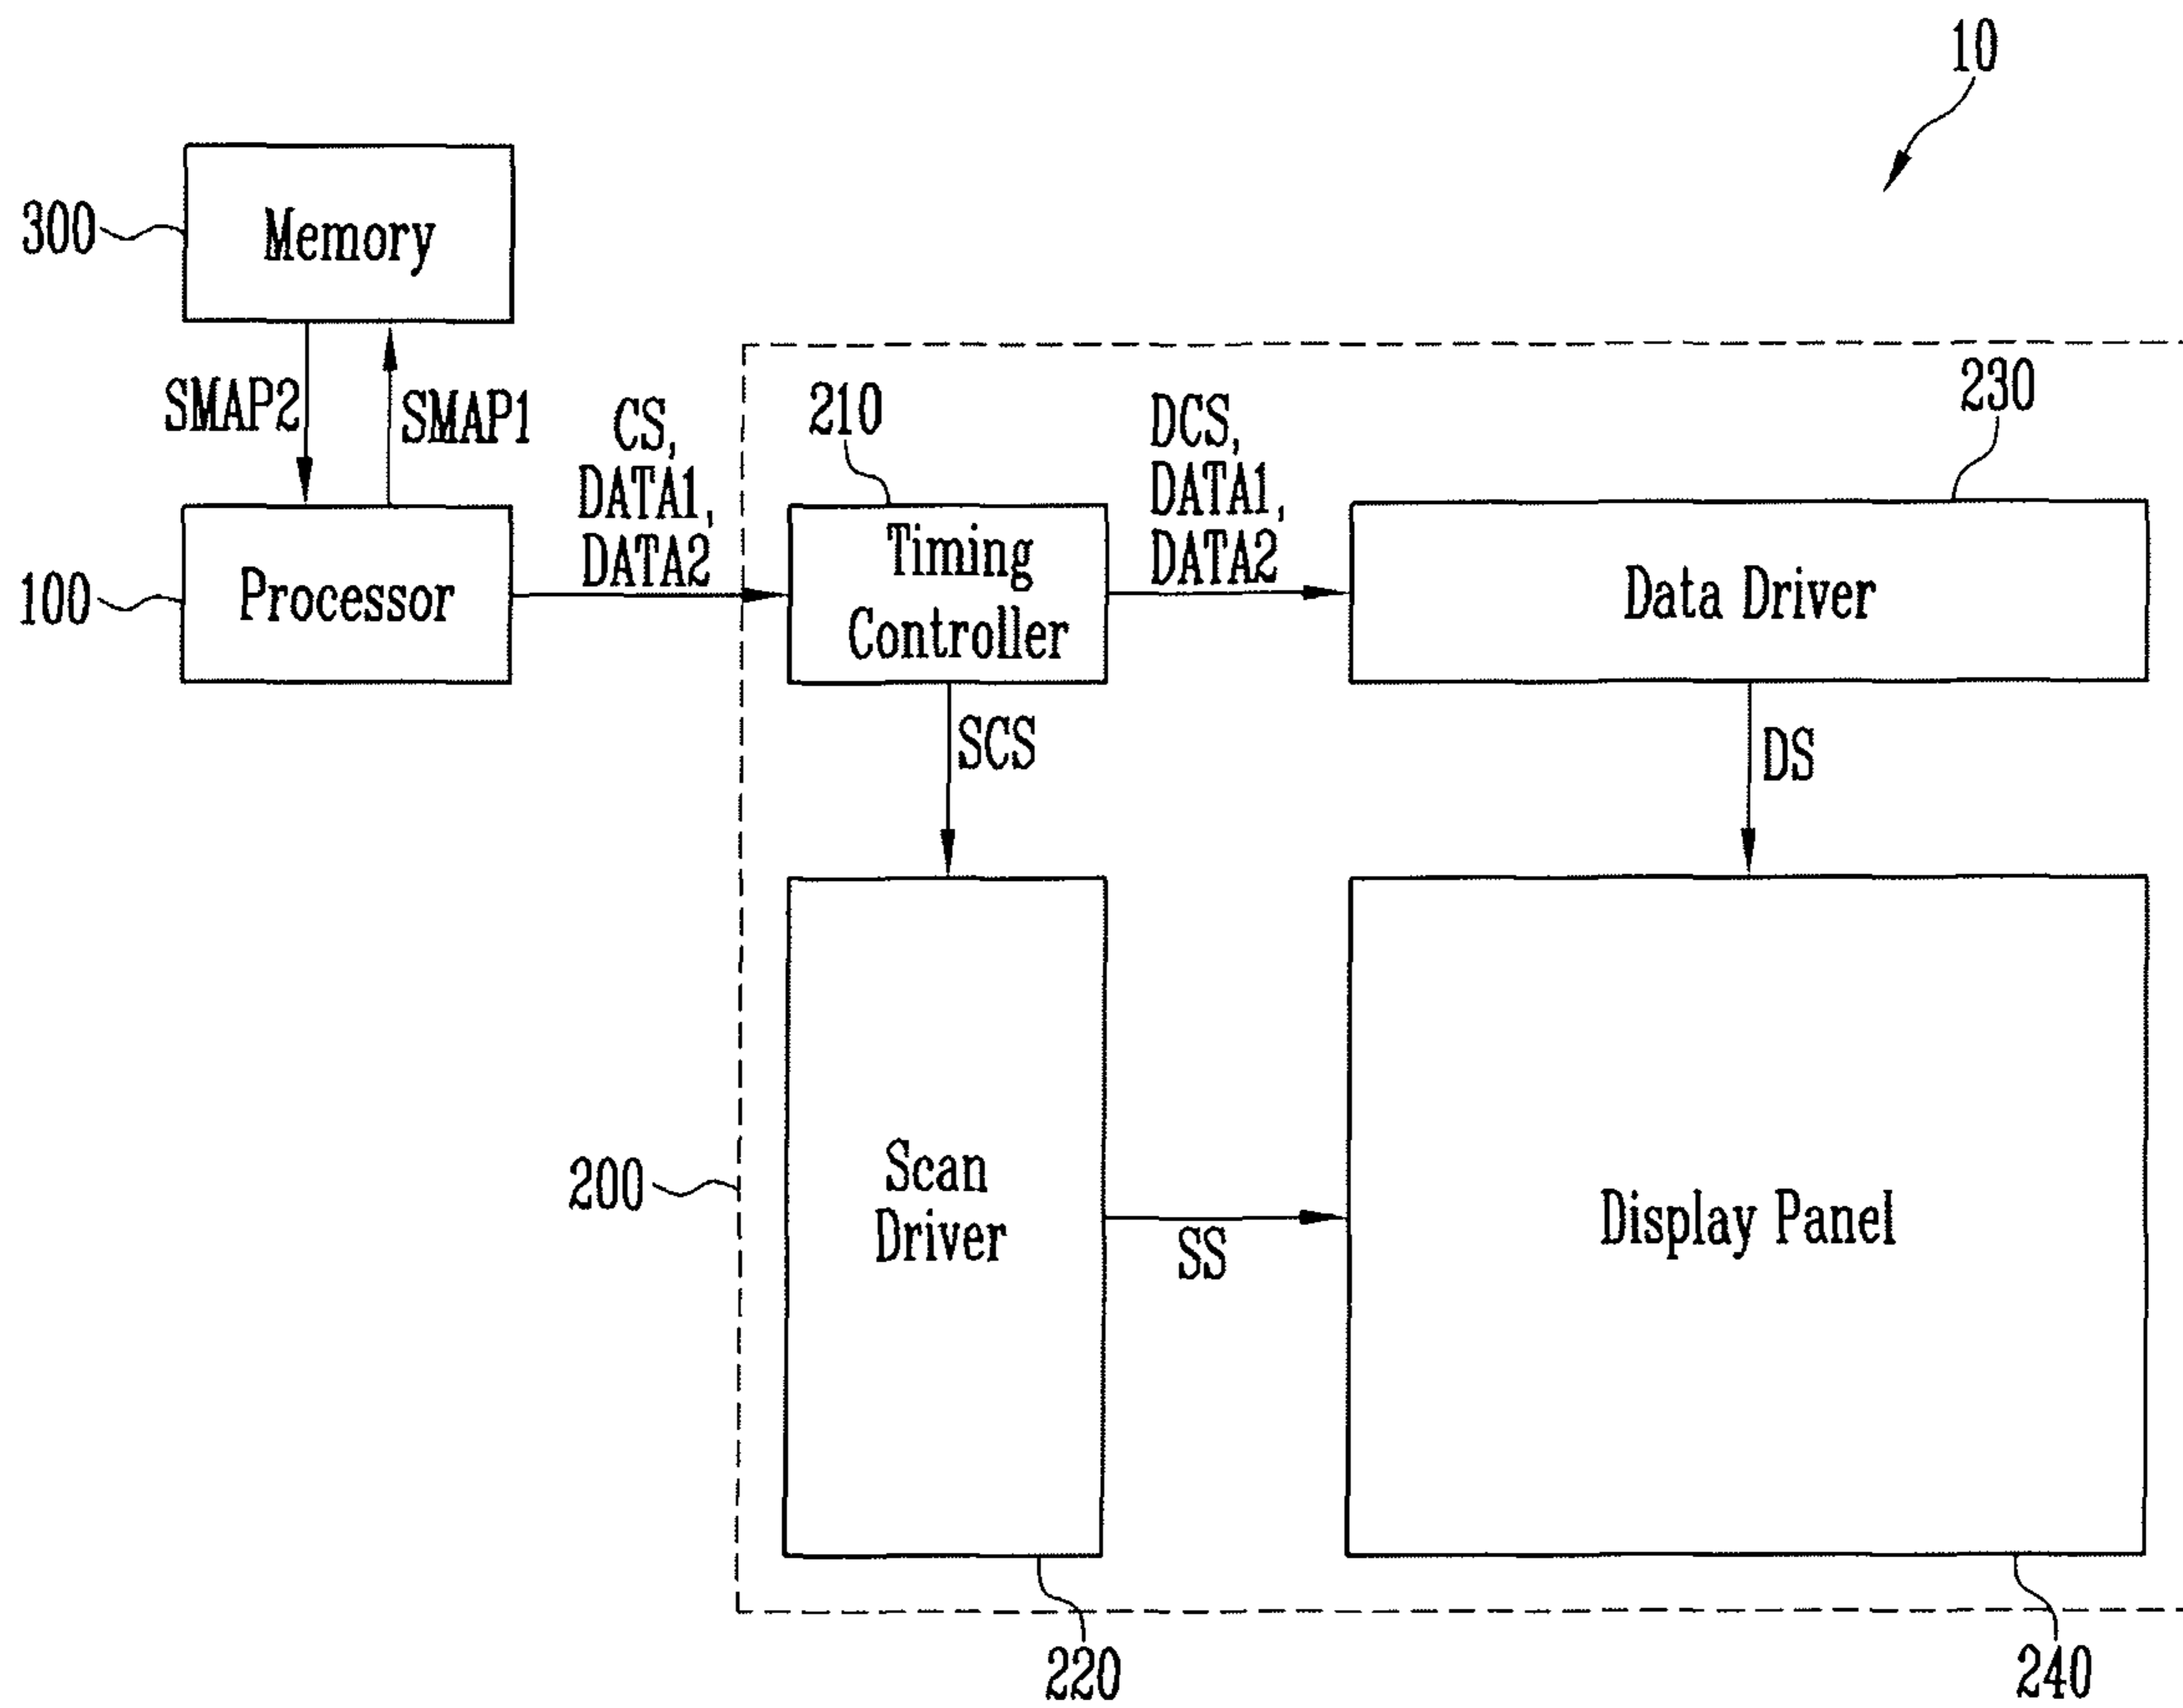 10
300
Memory
SMAP2
SMAP1
CS,
DATA1,
DATA2
210
DCS,
DATA1,
DATA2
230
100
Processor
Timing
Controller
Data Driver
SCS
DS
200
Scan
Driver
SS
Display Panel
220
240